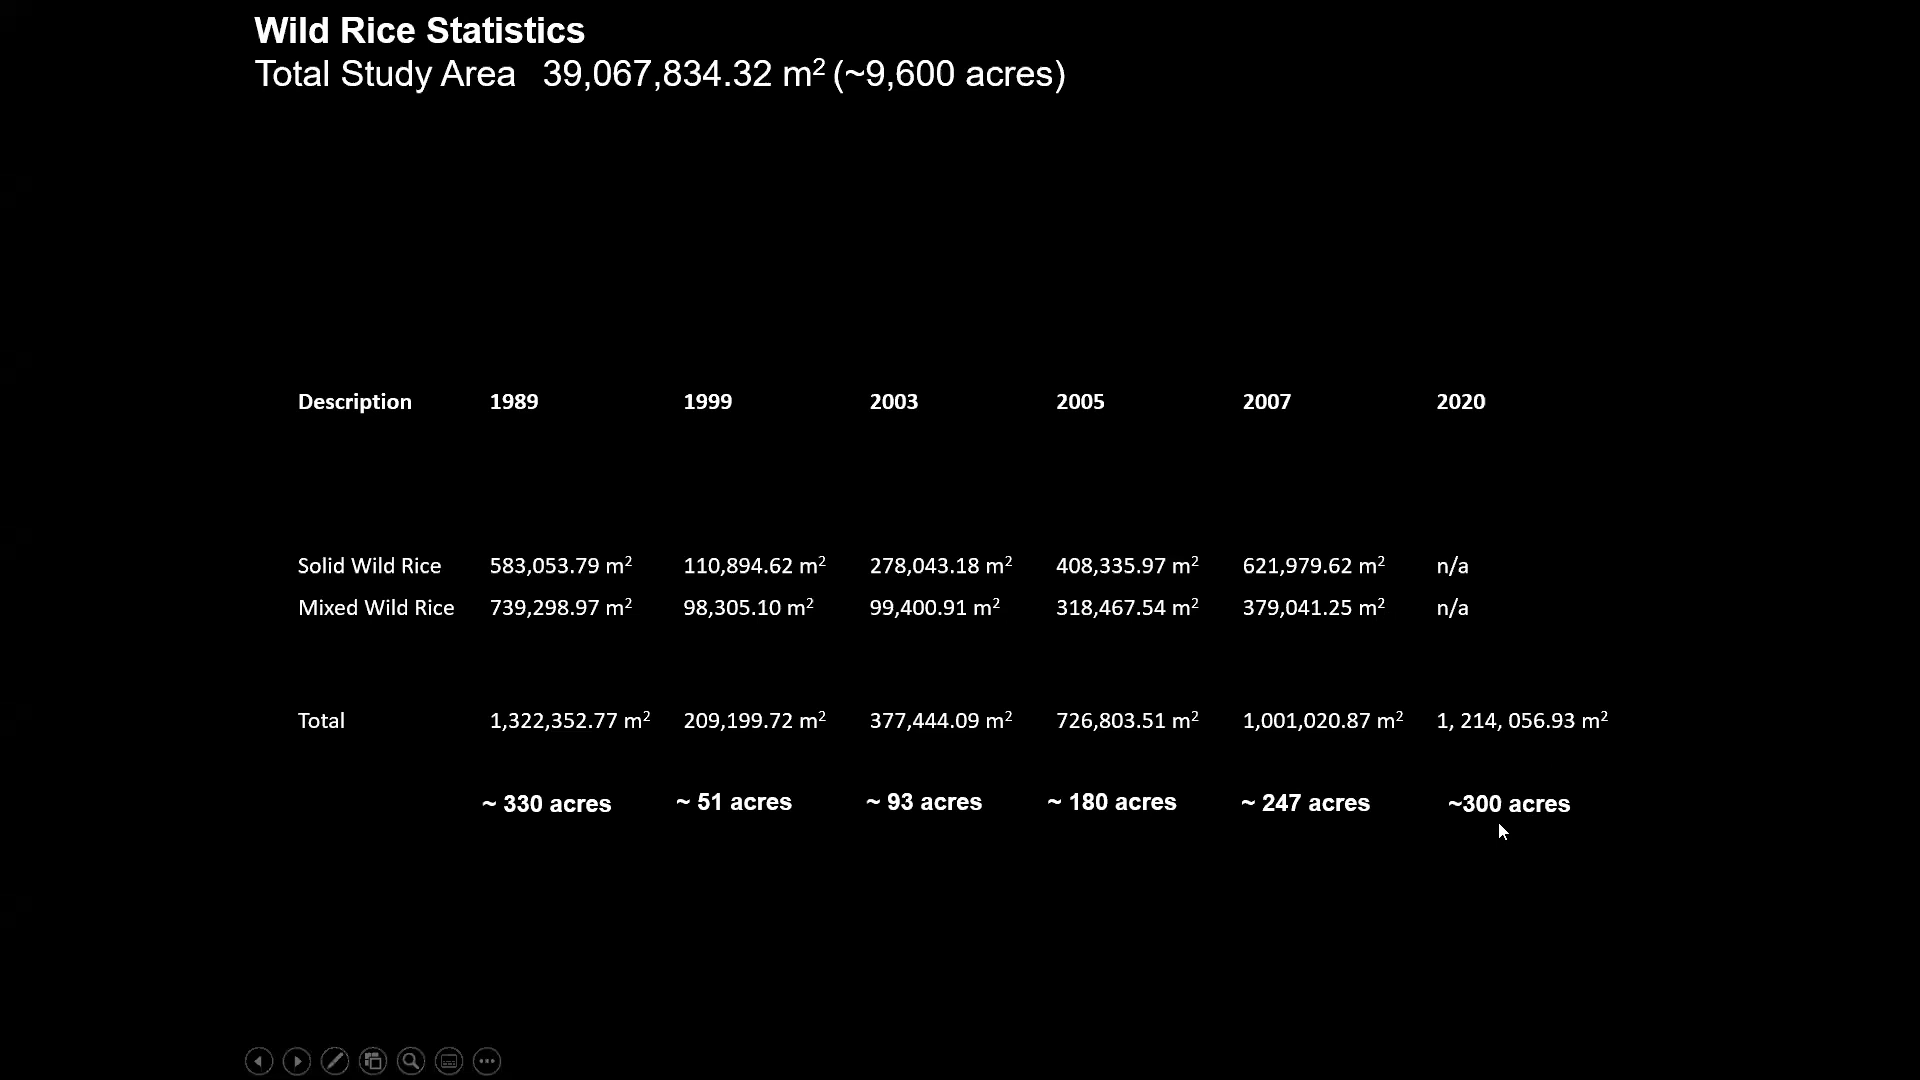 Wild Rice Statistics
Total Study Area 39,067,834.32 m² (~9,600 acres)
Description 1989 1999 2003 2005 2007 2020
Solid Wild Rice 583,053.79 m² 110,894.62 m² 278,043.18 m² 408,335.97 m² 621,979.62 m² n/a
Mixed Wild Rice 739,298.97 m² 98,305.10 m² 99,400.91 m² 318,467.54 m² 379,041.25 m² n/a
Total 1,322,352.77 m² 209,199.72 m² 377,444.09 m² 726,803.51 m² 1,001,020.87 m² 1, 214, 056.93 m²
~ 330 acres ~ 51 acres ~ 93 acres ~ 180 acres ~ 247 acres ~300 acres